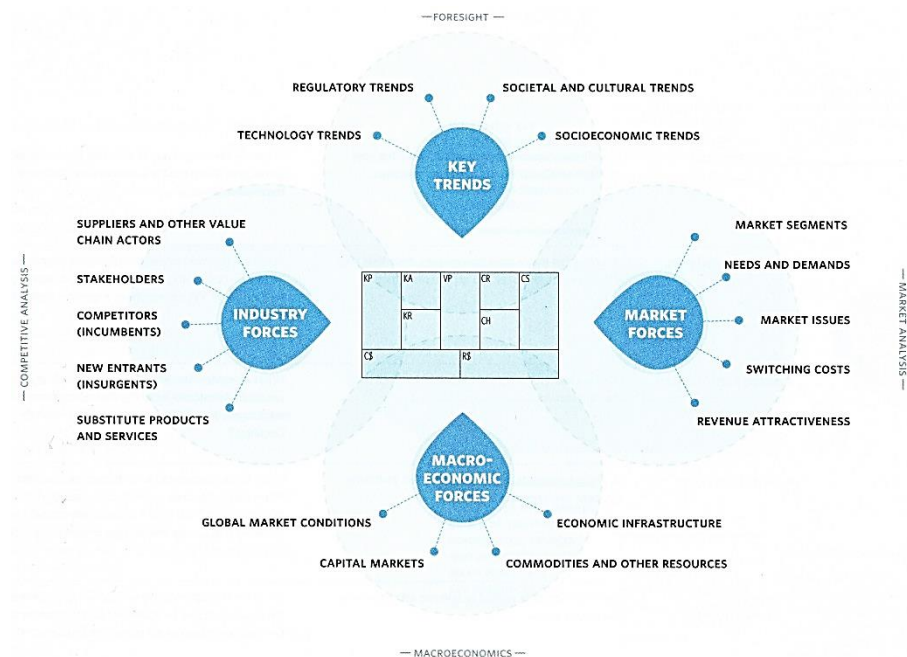 — FORESIGHT —
REGULATORY TRENDS
SOCIETAL AND CULTURAL TRENDS
TECHNOLOGY TRENDS
SOCIOECONOMIC TRENDS
KEY
TRENDS
— COMPETITIVE ANALYSIS —
SUPPLIERS AND OTHER VALUE
CHAIN ACTORS
STAKEHOLDERS
COMPETITORS
(INCUMBENTS)
NEW ENTRANTS
(INSURGENTS)
SUBSTITUTE PRODUCTS
AND SERVICES
INDUSTRY
FORCES
KP
KA
VP
CR
CS
KR
CH
C$
R$
MARKET
FORCES
MARKET SEGMENTS
NEEDS AND DEMANDS
MARKET ISSUES
SWITCHING COSTS
REVENUE ATTRACTIVENESS
— MARKET ANALYSIS —
MACRO-
ECONOMIC
FORCES
GLOBAL MARKET CONDITIONS
ECONOMIC INFRASTRUCTURE
CAPITAL MARKETS
COMMODITIES AND OTHER RESOURCES
— MACROECONOMICS —